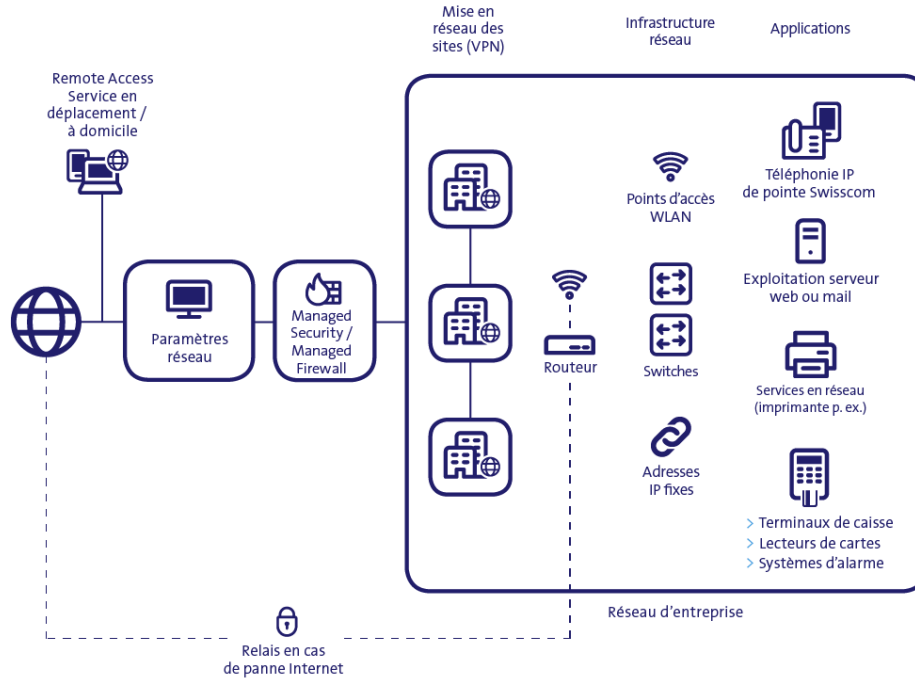 Mise en
réseau des
sites (VPN)
Infrastructure
réseau
Applications
Remote Access
Service en
déplacement /
à domicile
Téléphonie IP
de pointe Swisscom
Points d'accès
WLAN
Exploitation serveur
web ou mail
Paramètres
réseau
Managed
Security /
Managed
Firewall
Routeur
Switches
Services en réseau
(imprimante p. ex.)
Adresses
IP fixes
> Terminaux de caisse
> Lecteurs de cartes
> Systèmes d'alarme
Réseau d'entreprise
Relais en cas
de panne Internet